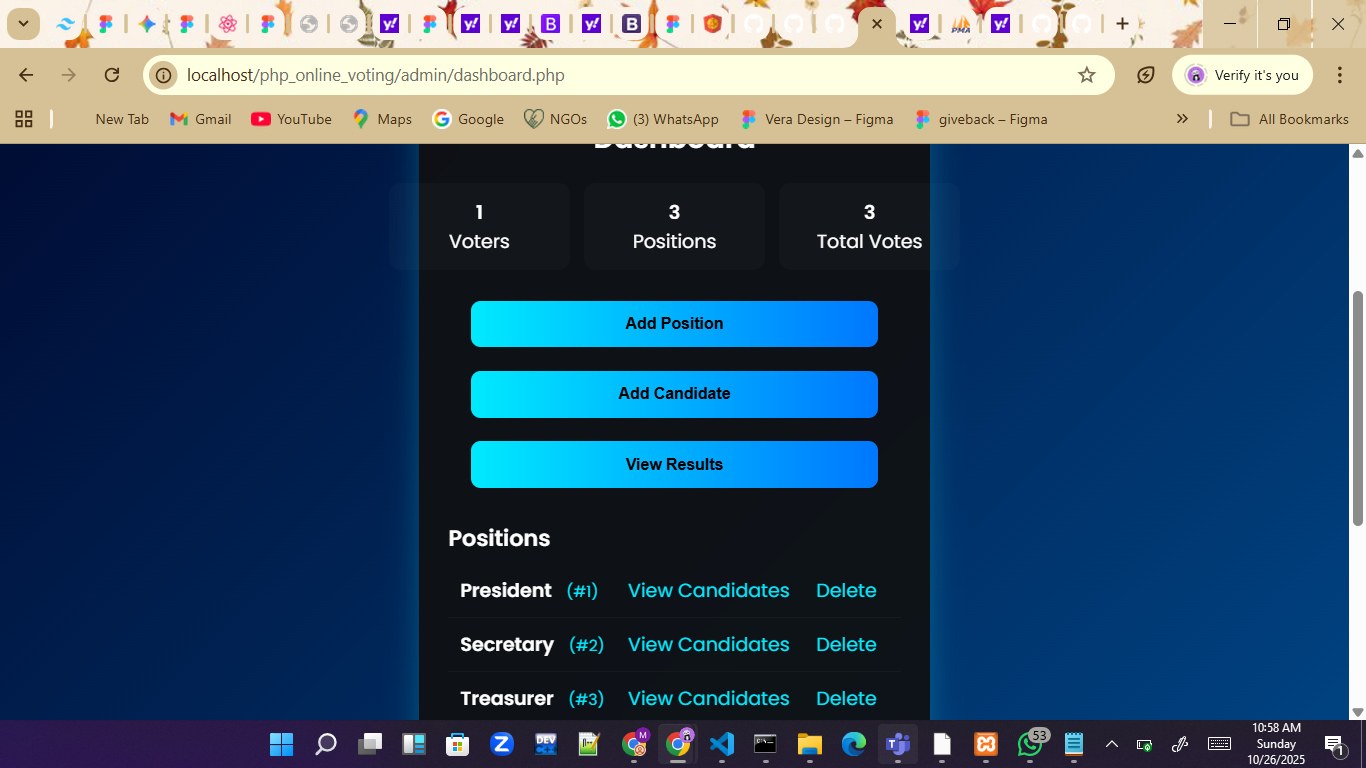 localhost/php_online_voting/admin/dashboard.php
Verify it's you
New Tab
Gmail
YouTube
Maps
Google
NGOs
(3) WhatsApp
Vera Design – Figma
giveback – Figma
All Bookmarks
Dashboard
1
Voters
3
Positions
3
Total Votes
Add Position
Add Candidate
View Results
Positions
President (#1) View Candidates Delete
Secretary (#2) View Candidates Delete
Treasurer (#3) View Candidates Delete
10:58 AM
Sunday
10/26/2025
53
1